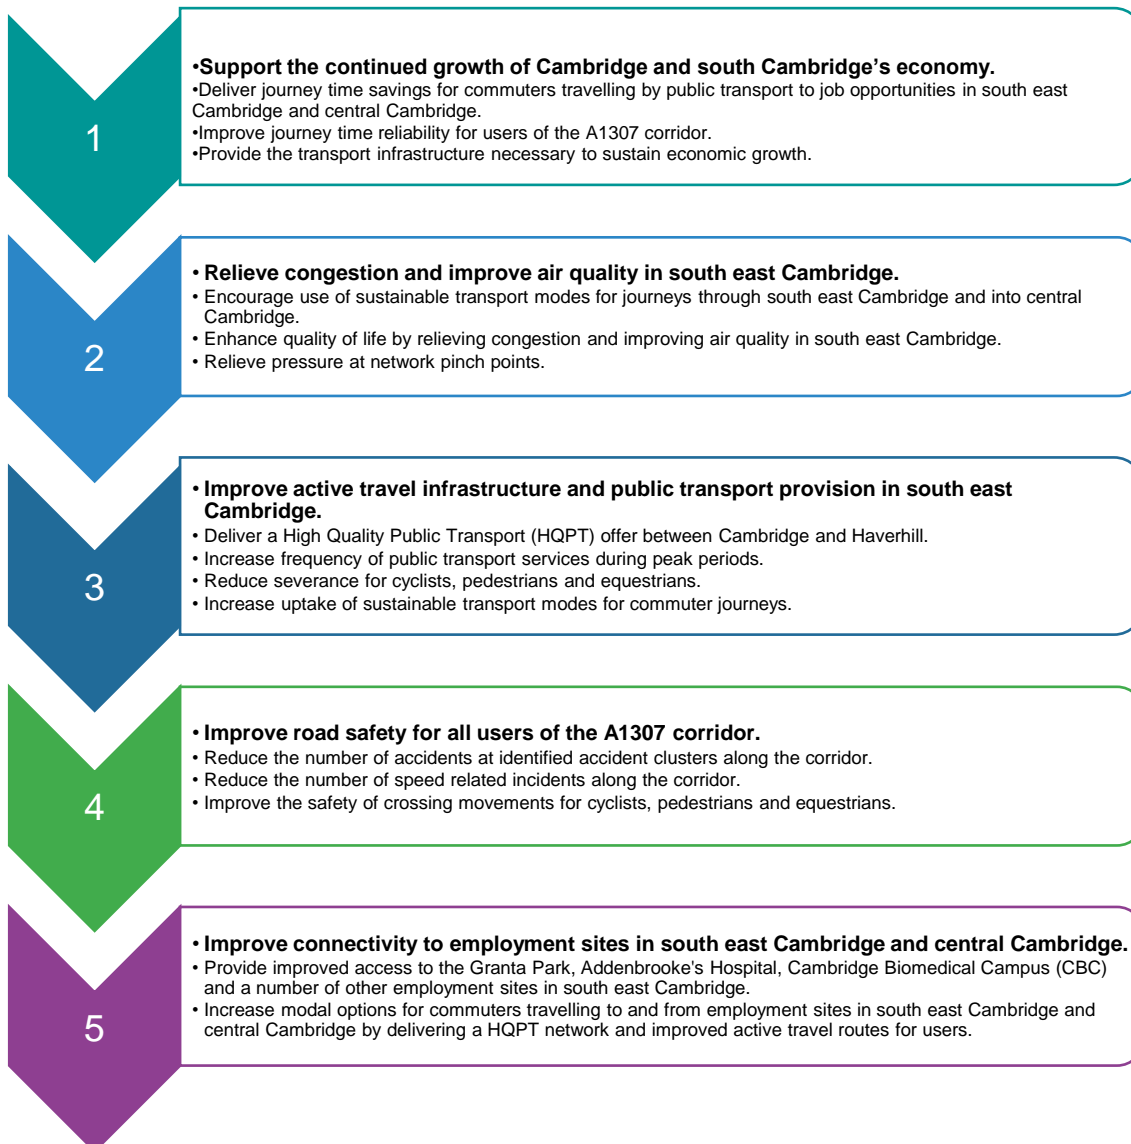 1
•Support the continued growth of Cambridge and south Cambridge's economy.
•Deliver journey time savings for commuters travelling by public transport to job opportunities in south east
Cambridge and central Cambridge.
•Improve journey time reliability for users of the A1307 corridor.
•Provide the transport infrastructure necessary to sustain economic growth.
2
• Relieve congestion and improve air quality in south east Cambridge.
• Encourage use of sustainable transport modes for journeys through south east Cambridge and into central
Cambridge.
• Enhance quality of life by relieving congestion and improving air quality in south east Cambridge.
• Relieve pressure at network pinch points.
3
• Improve active travel infrastructure and public transport provision in south east
Cambridge.
• Deliver a High Quality Public Transport (HQPT) offer between Cambridge and Haverhill.
• Increase frequency of public transport services during peak periods.
• Reduce severance for cyclists, pedestrians and equestrians.
• Increase uptake of sustainable transport modes for commuter journeys.
4
• Improve road safety for all users of the A1307 corridor.
• Reduce the number of accidents at identified accident clusters along the corridor.
• Reduce the number of speed related incidents along the corridor.
• Improve the safety of crossing movements for cyclists, pedestrians and equestrians.
5
• Improve connectivity to employment sites in south east Cambridge and central Cambridge.
• Provide improved access to the Granta Park, Addenbrooke's Hospital, Cambridge Biomedical Campus (CBC)
and a number of other employment sites in south east Cambridge.
• Increase modal options for commuters travelling to and from employment sites in south east Cambridge and
central Cambridge by delivering a HQPT network and improved active travel routes for users.